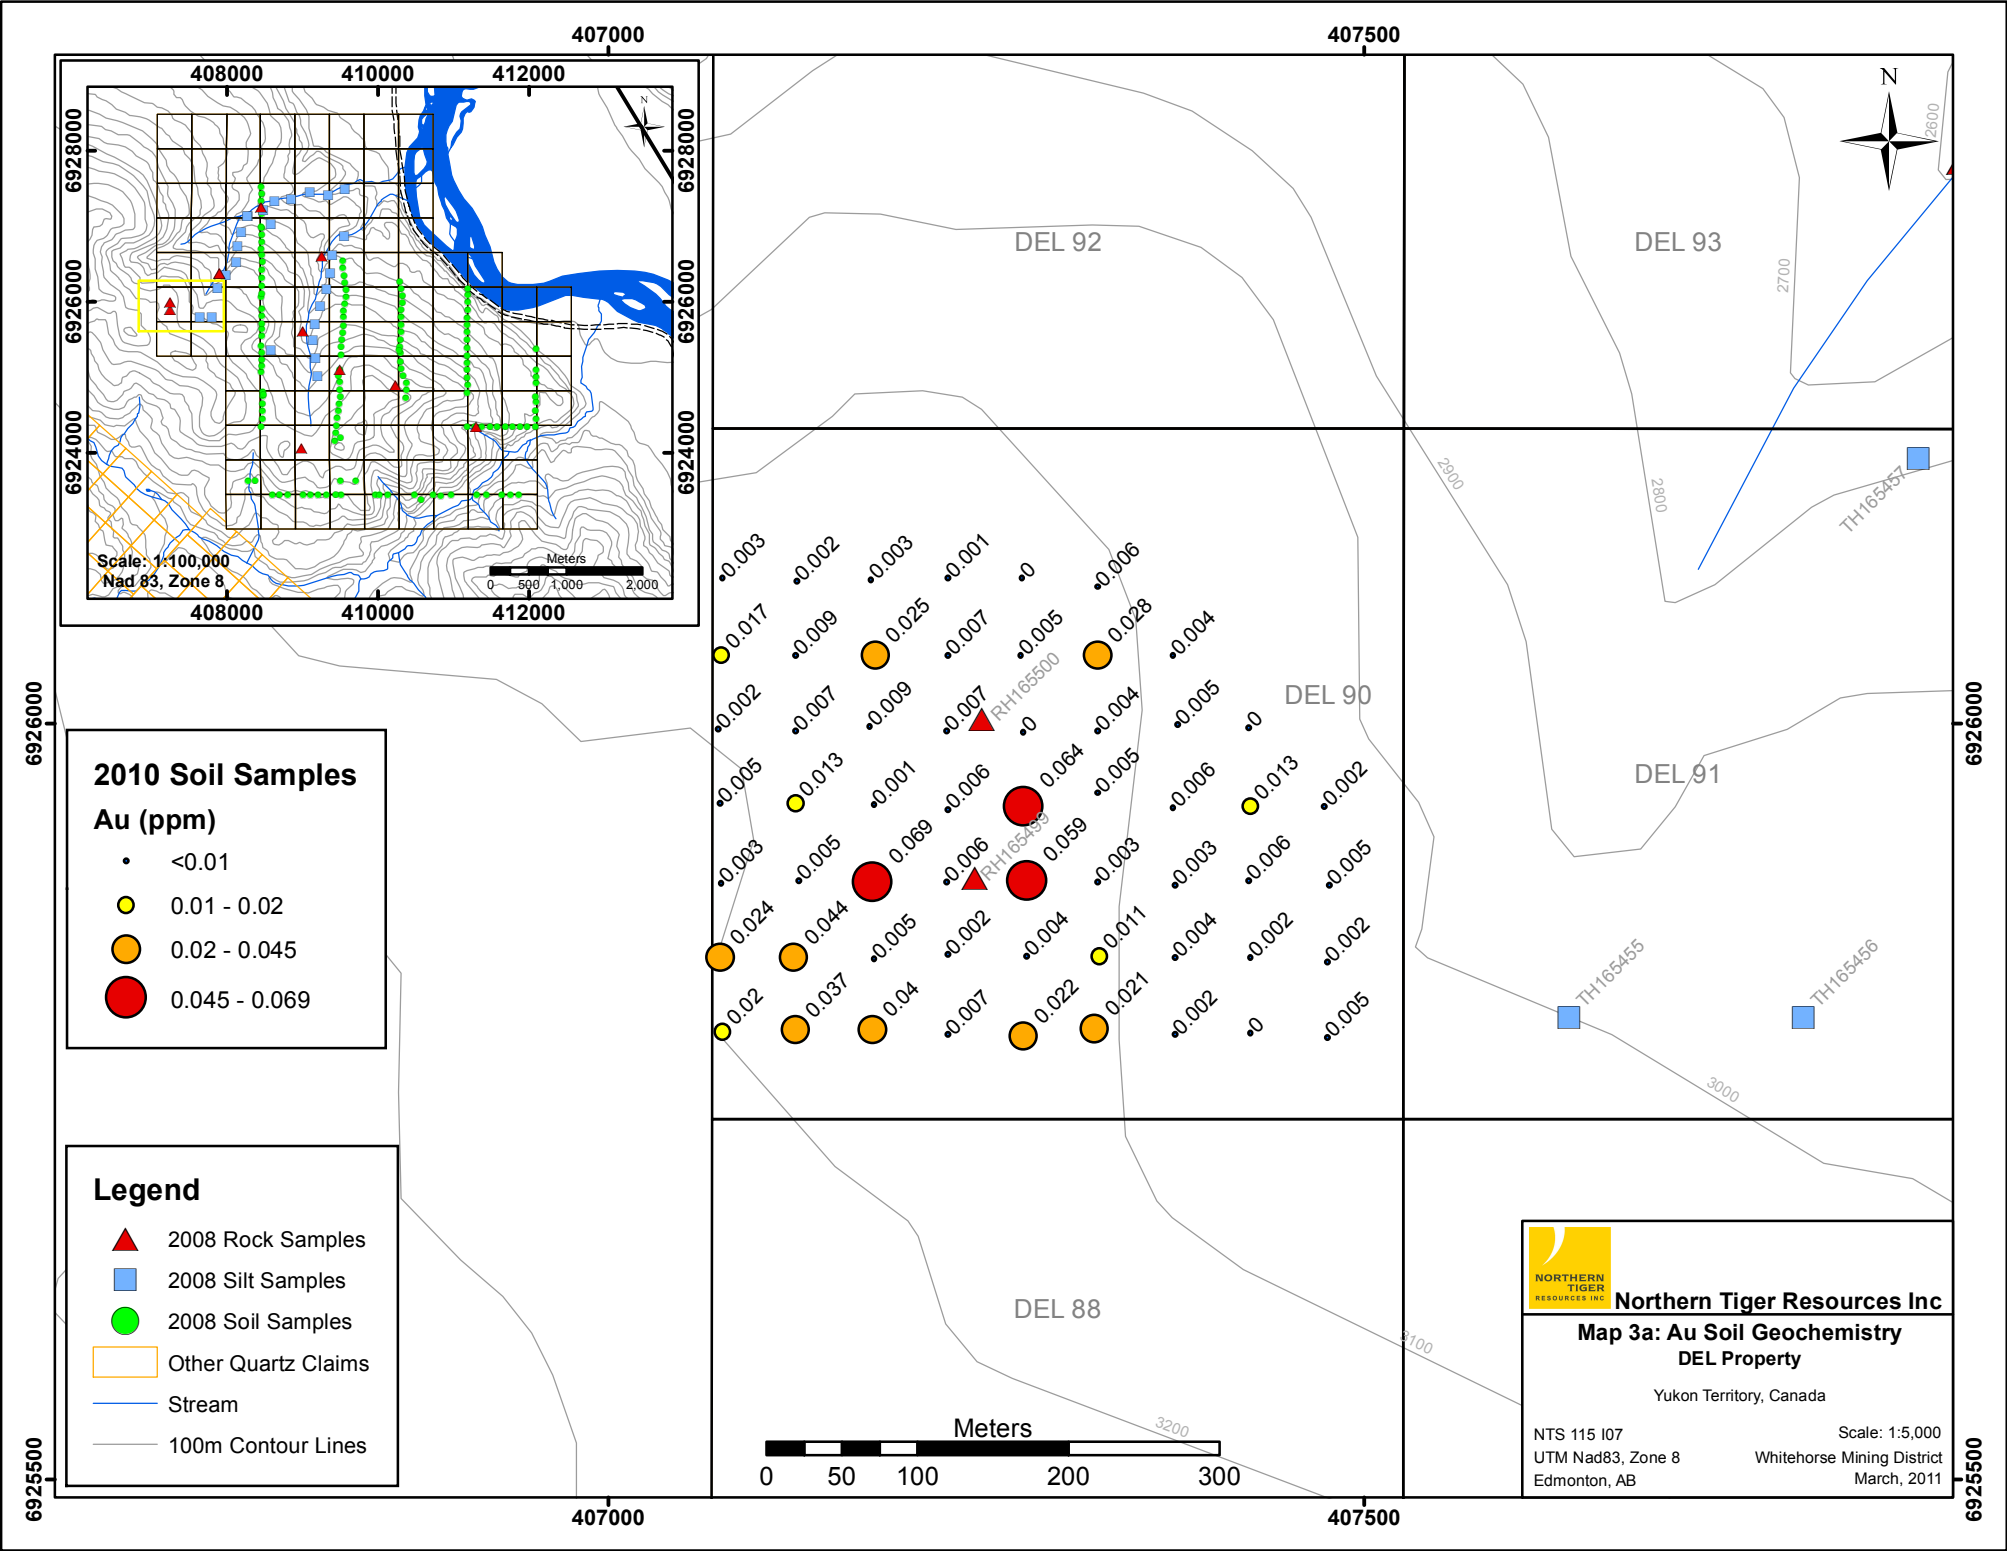 407000
407500
408000
410000
412000
6928000
6926000
6924000
6928000
6926000
6924000
N
Scale: 1:100,000
Nad 83, Zone 8
Meters
0
500
1,000
2,000
408000
410000
412000
N
2600
DEL 92
DEL 93
2700
2900
2800
TH165457
0.003
0.002
0.003
0.001
0
0.006
0.017
0.009
0.025
0.007
0.005
0.028
0.004
RH165500
0.002
0.007
0.009
0.007
0
0.004
0.005
0
DEL 90
6926000
6926000
0.005
0.013
0.001
0.006
0.064
0.005
0.006
0.013
0.002
DEL 91
RH165499
0.003
0.005
0.069
0.006
0.059
0.003
0.003
0.006
0.005
0.024
0.044
0.005
0.002
0.004
0.011
0.004
0.002
0.002
TH165455
TH165456
0.02
0.037
0.04
0.007
0.022
0.021
0.002
0
0.005
3000
2010 Soil Samples
Au (ppm)
<0.01
0.01 - 0.02
0.02 - 0.045
0.045 - 0.069
Legend
2008 Rock Samples
2008 Silt Samples
2008 Soil Samples
Other Quartz Claims
Stream
100m Contour Lines
DEL 88
3100
3200
Meters
0
50
100
200
300
NORTHERN
TIGER
RESOURCES INC
Northern Tiger Resources Inc
Map 3a: Au Soil Geochemistry
DEL Property
Yukon Territory, Canada
NTS 115 I07
Scale: 1:5,000
UTM Nad83, Zone 8
Whitehorse Mining District
Edmonton, AB
March, 2011
6925500
6925500
407000
407500